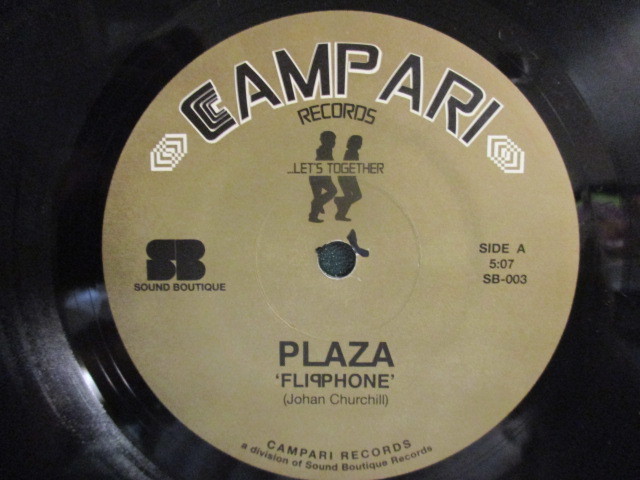 CAMPARI
RECORDS
...LET'S TOGETHER
SB
SOUND BOUTIQUE
SIDE A
5:07
SB-003
PLAZA
'FLIPPHONE'
(Johan Churchill)
CAMPARI RECORDS
a division of Sound Boutique Records